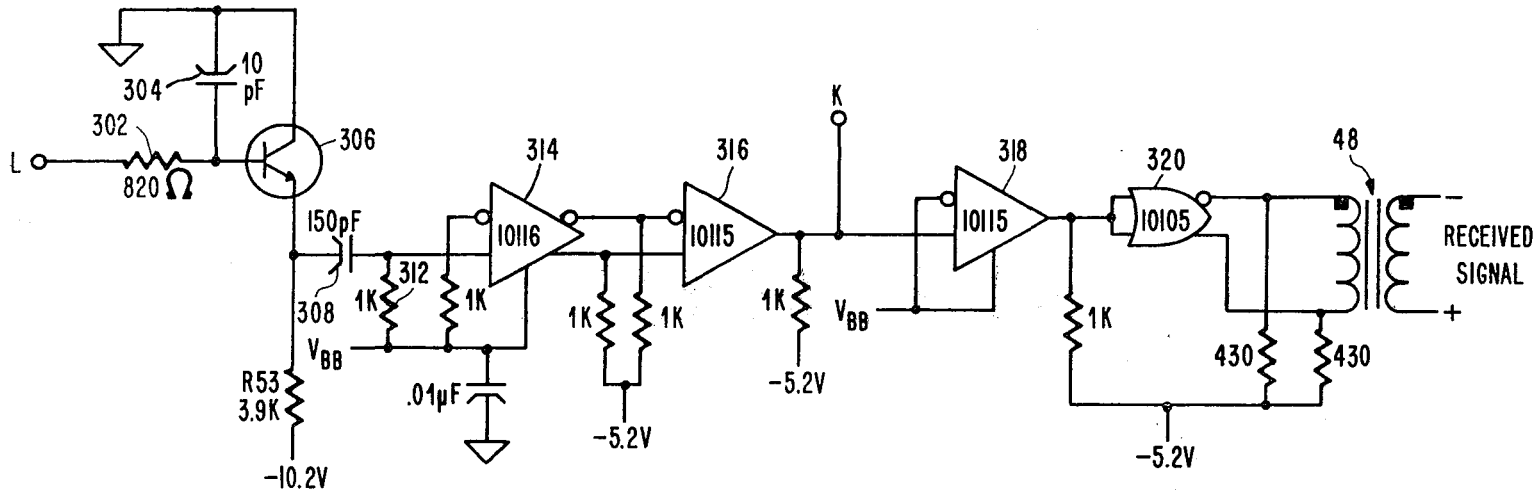 10
pF
304
302
306
L
820 Ω
150pF
308
312
1K
1K
V_BB
R53
3.9K
-10.2V
.01μF
314
10116
1K
1K
-5.2V
316
10115
1K
-5.2V
K
V_BB
318
10115
1K
320
10105
430
430
-5.2V
48
−
RECEIVED
SIGNAL
+